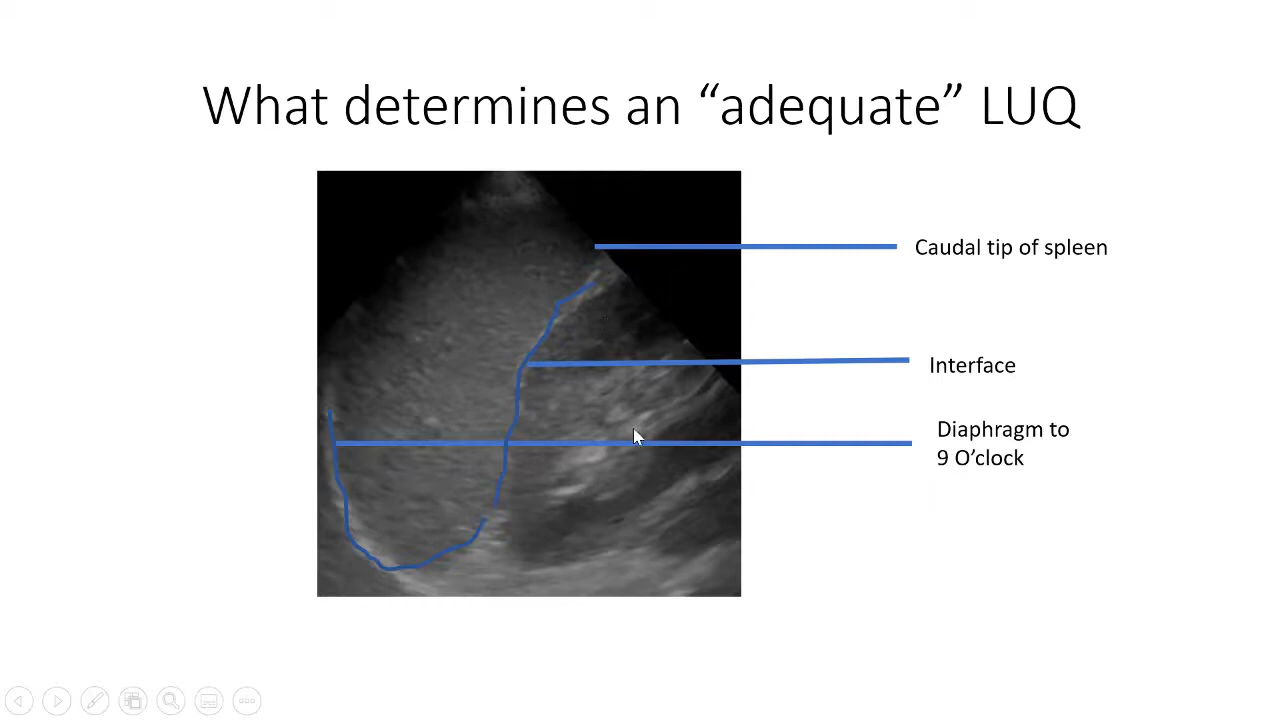 What determines an “adequate” LUQ
Caudal tip of spleen
Interface
Diaphragm to
9 O’clock